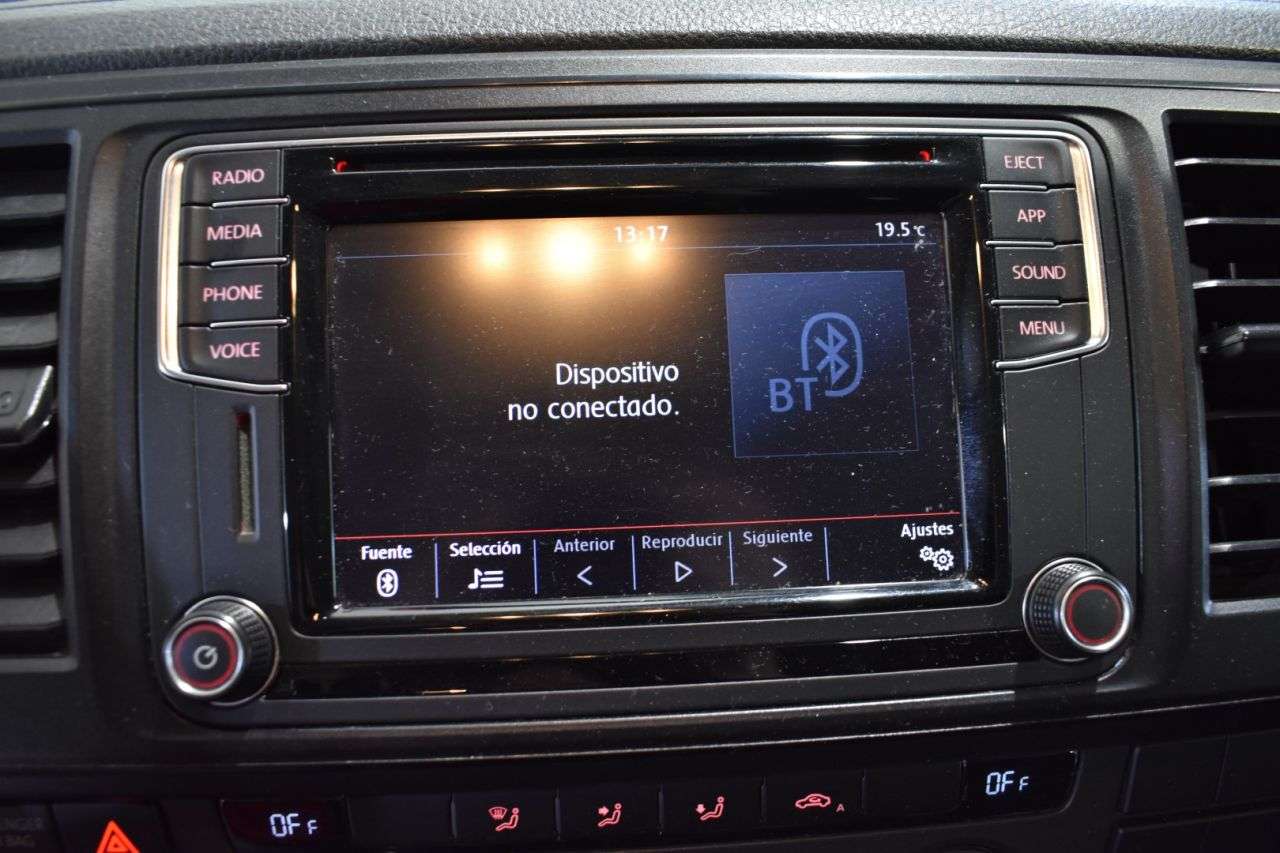 RADIO
MEDIA
PHONE
VOICE
13:17
19.5°C
Dispositivo
no conectado.
BT
Fuente
Selección
Anterior
Reproducir
Siguiente
Ajustes
EJECT
APP
SOUND
MENU
OFF
A
OFF